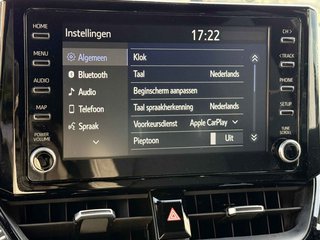 HOME
MENU
AUDIO
MAP
POWER
VOLUME
Instellingen
17:22
Algemeen
Bluetooth
Audio
Telefoon
Spraak
Klok
Taal Nederlands
Beginscherm aanpassen
Taal spraakherkenning Nederlands
Voorkeursdienst Apple CarPlay
Pieptoon Uit
CH
TRACK
PHONE
SETUP
TUNE
SCROLL